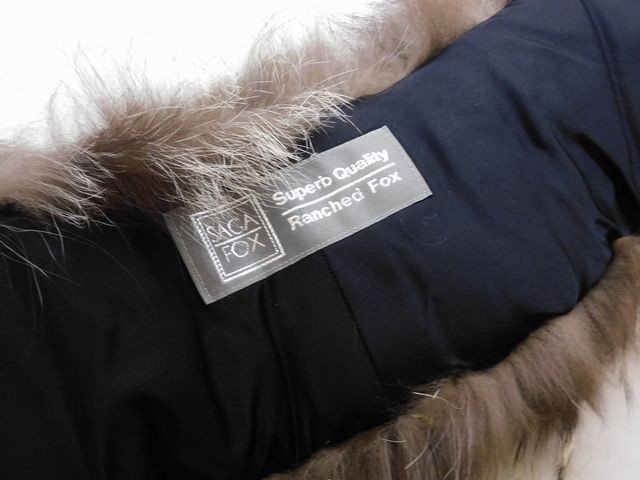 SAGA
FOX
Superb Quality
Ranched Fox